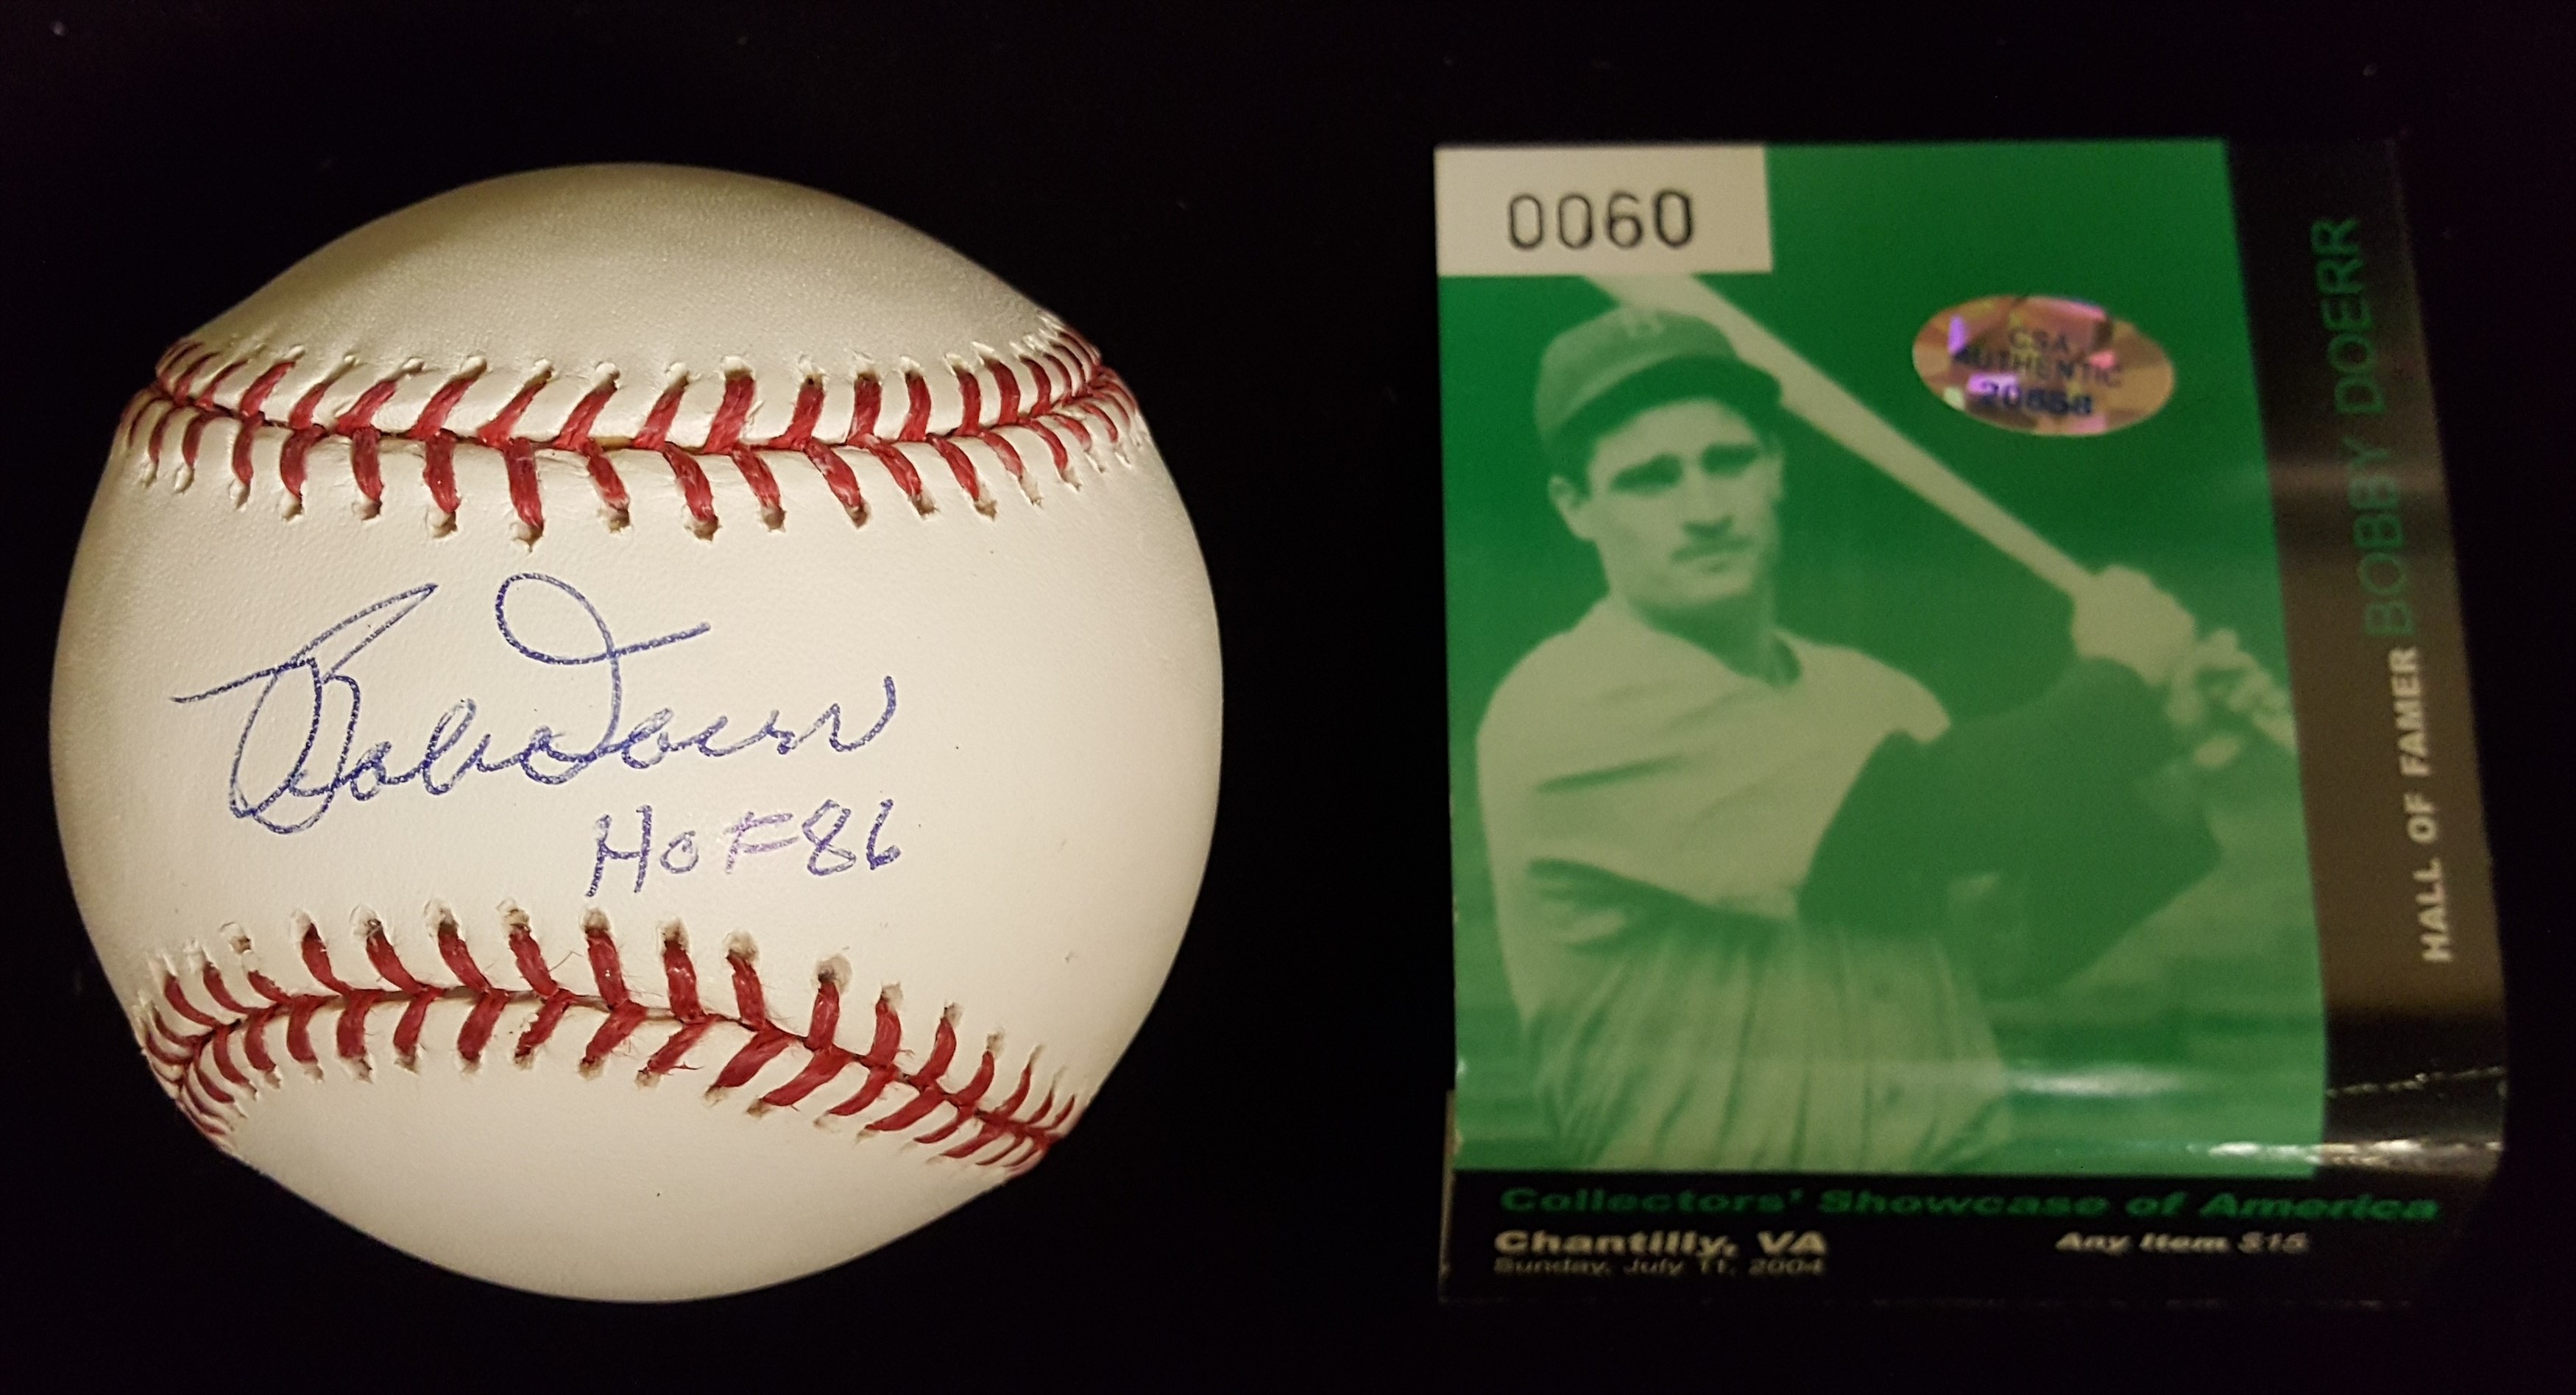 Bob Doerr
HOF 86
0060
CSA
AUTHENTIC
HALL OF FAMER BOBBY DOERR
Collectors' Showcase of America
Chantilly, VA
Any Item $15
Sunday, July 11, 2004